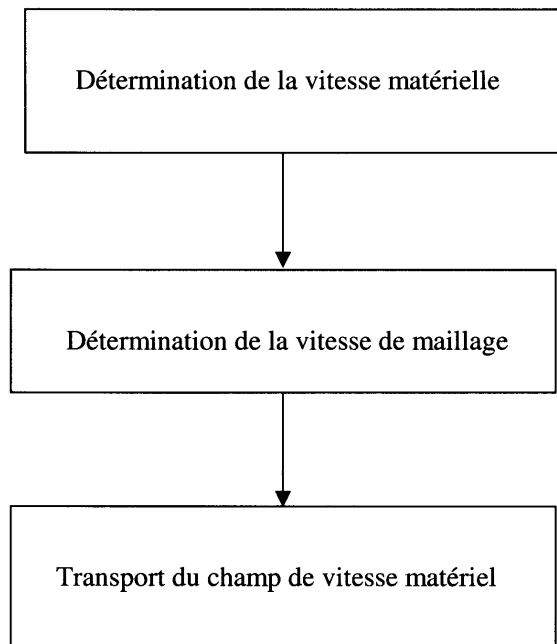 Détermination de la vitesse matérielle
Détermination de la vitesse de maillage
Transport du champ de vitesse matériel